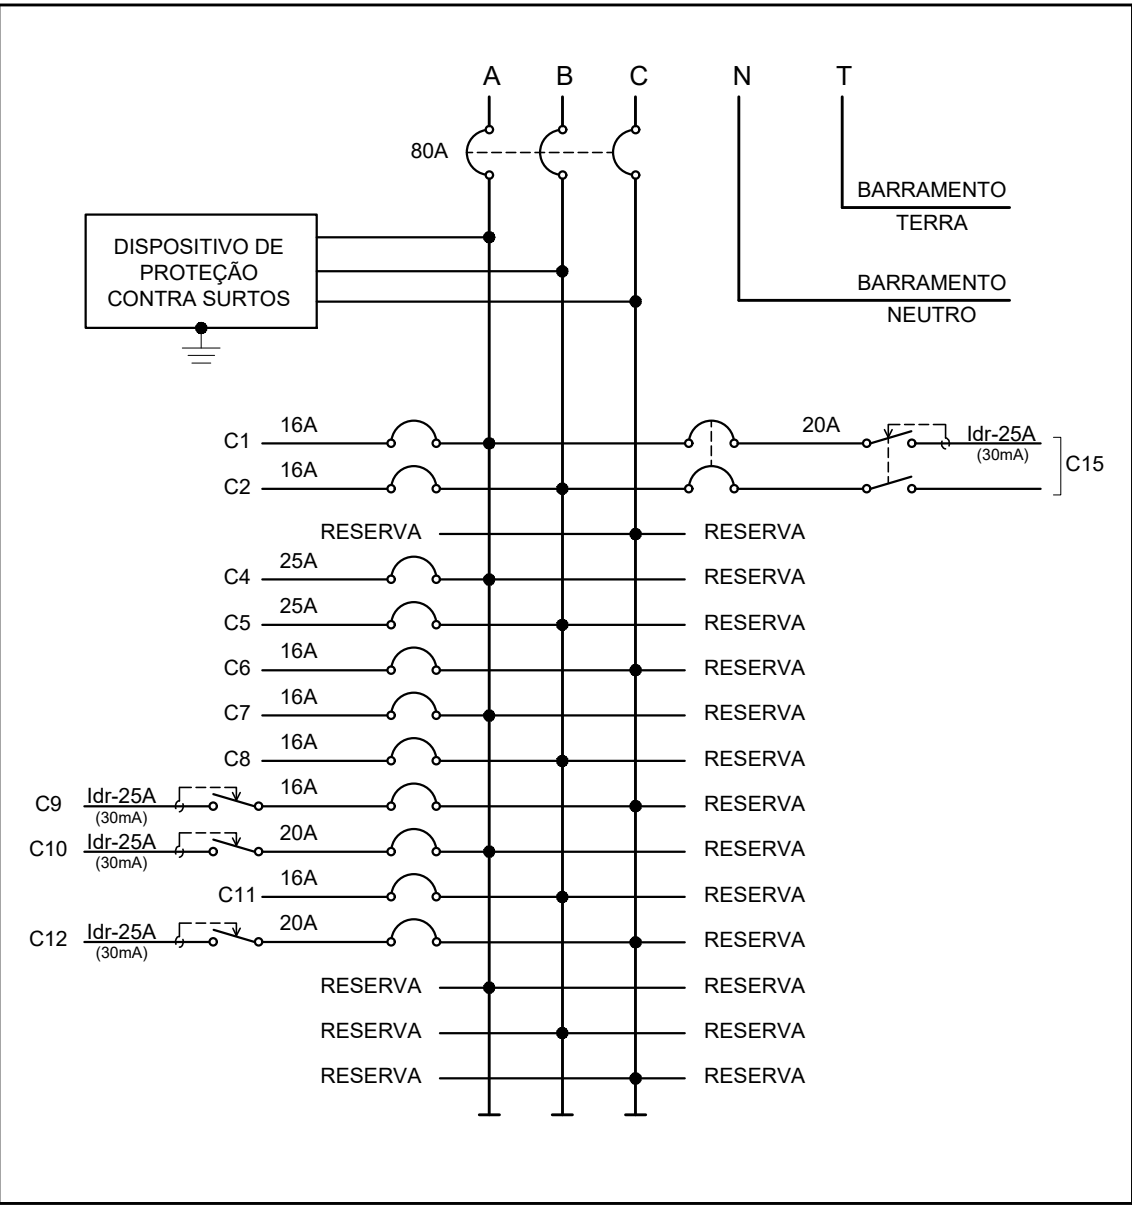 A B C N T
80A
BARRAMENTO
TERRA
DISPOSITIVO DE
PROTEÇÃO
CONTRA SURTOS
BARRAMENTO
NEUTRO
C1 16A 20A Idr-25A
(30mA)
C15
C2 16A
RESERVA RESERVA
C4 25A RESERVA
C5 25A RESERVA
C6 16A RESERVA
C7 16A RESERVA
C8 16A RESERVA
C9 Idr-25A 16A RESERVA
(30mA)
C10 Idr-25A 20A RESERVA
(30mA)
C11 16A RESERVA
C12 Idr-25A 20A RESERVA
(30mA)
RESERVA RESERVA
RESERVA RESERVA
RESERVA RESERVA